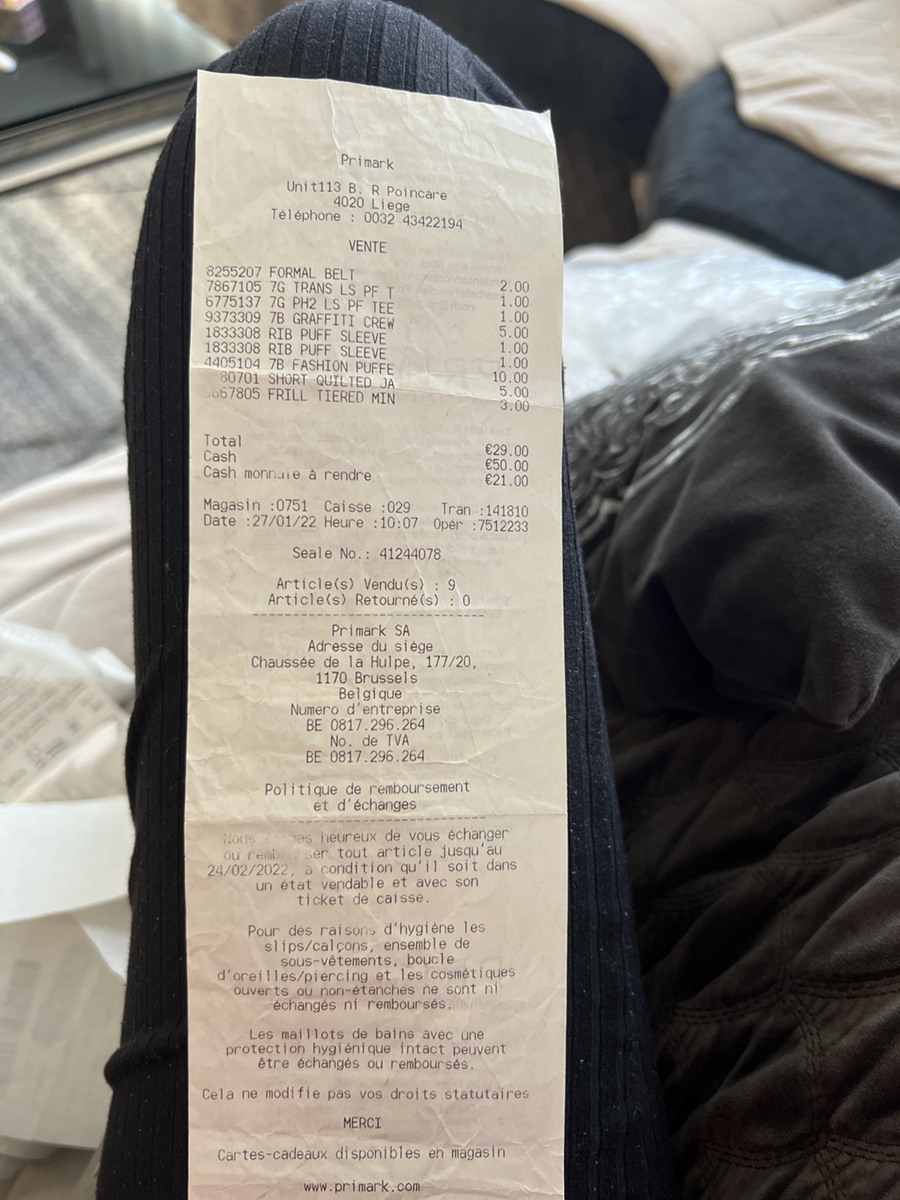 Primark
Unit113 B. R Poincare
4020 Liege
Téléphone : 0032 43422194
VENTE
8255207 FORMAL BELT 2.00
7867105 7G TRANS LS PF T 1.00
6775137 7G PH2 LS PF TEE 1.00
9373309 7B GRAFFITI CREW 5.00
1833308 RIB PUFF SLEEVE 1.00
1833308 RIB PUFF SLEEVE 1.00
4405104 7B FASHION PUFFE 10.00
80701 SHORT QUILTED JA 5.00
67805 FRILL TIERED MIN 3.00
Total €29.00
Cash €50.00
Cash monnaie à rendre €21.00
Magasin :0751 Caisse :029 Tran :141810
Date :27/01/22 Heure :10:07 Opér :7512233
Seale No.: 41244078
Article(s) Vendu(s) : 9
Article(s) Retourné(s) : 0
Primark SA
Adresse du siège
Chaussée de la Hulpe, 177/20,
1170 Brussels
Belgique
Numero d'entreprise
BE 0817.296.264
No. de TVA
BE 0817.296.264
Politique de remboursement
et d'échanges
Nous heureux de vous échanger
ou rembourser tout article jusqu'au
24/02/2022, à condition qu'il soit dans
un état vendable et avec son
ticket de caisse.
Pour des raisons d'hygiène les
slips/calçons, ensemble de
sous-vêtements, boucle
d'oreilles/piercing et les cosmétiques
ouverts ou non-étanches ne sont ni
échangés ni remboursés.
Les maillots de bains avec une
protection hygiénique intact peuvent
être échangés ou remboursés.
Cela ne modifie pas vos droits statutaires
MERCI
Cartes-cadeaux disponibles en magasin
www.primark.com